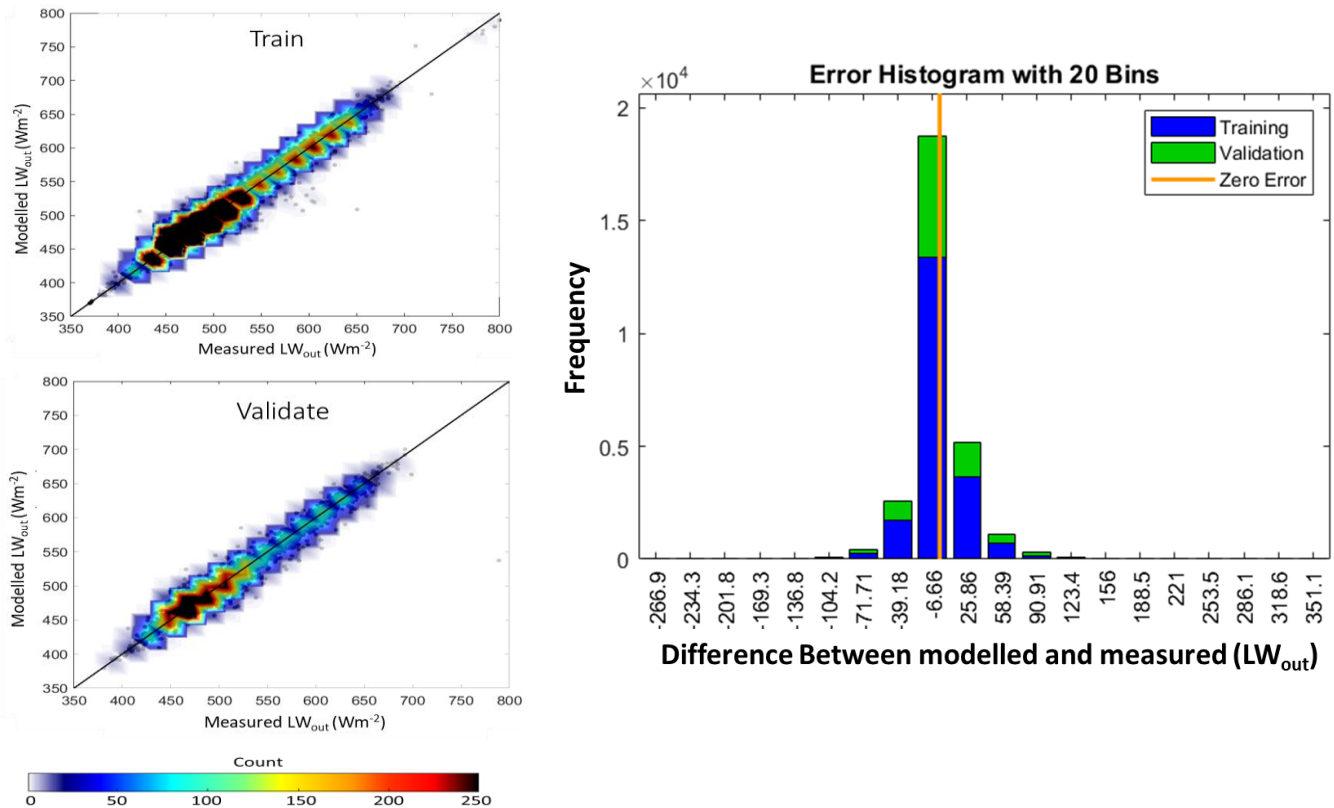 Train
Modelled LWout (Wm-2)
800
750
700
650
600
550
500
450
400
350
350 400 450 500 550 600 650 700 750 800
Measured LWout (Wm-2)
Validate
Modelled LWout (Wm-2)
800
750
700
650
600
550
500
450
400
350
350 400 450 500 550 600 650 700 750 800
Measured LWout (Wm-2)
Count
0 50 100 150 200 250
Error Histogram with 20 Bins
×10^4
Frequency
2
1.5
1
0.5
0
Training
Validation
Zero Error
-266.9 -234.3 -201.8 -169.3 -136.8 -104.2 -71.71 -39.18 -6.66 25.86 58.39 90.91 123.4 156 188.5 221 253.5 286.1 318.6 351.1
Difference Between modelled and measured (LWout)